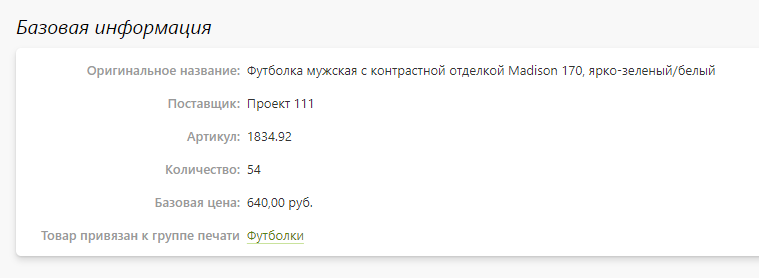 Базовая информация
Оригинальное название: Футболка мужская с контрастной отделкой Madison 170, ярко-зеленый/белый
Поставщик: Проект 111
Артикул: 1834.92
Количество: 54
Базовая цена: 640,00 руб.
Товар привязан к группе печати Футболки